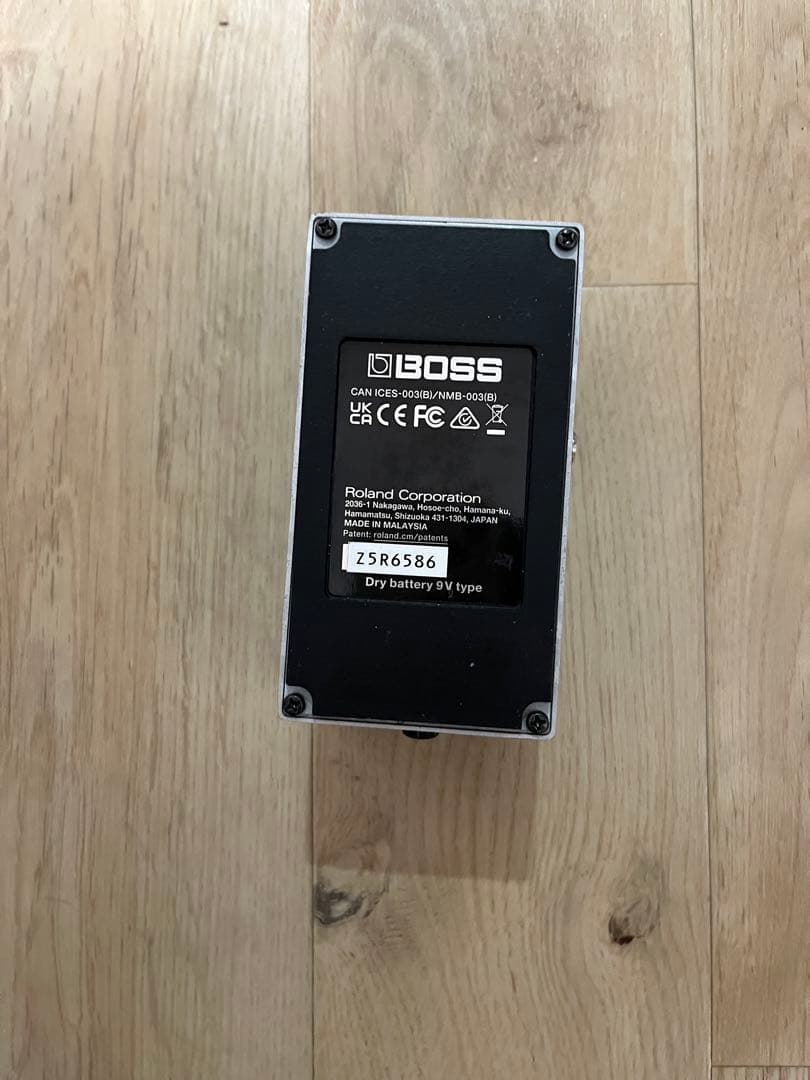 BOSS
CAN ICES-003(B)/NMB-003(B)
UK
CA CE FC
Roland Corporation
2036-1 Nakagawa, Hosoe-cho, Hamana-ku,
Hamamatsu, Shizuoka 431-1304, JAPAN
MADE IN MALAYSIA
Patent: roland.cm/patents
Z5R6586
Dry battery 9V type